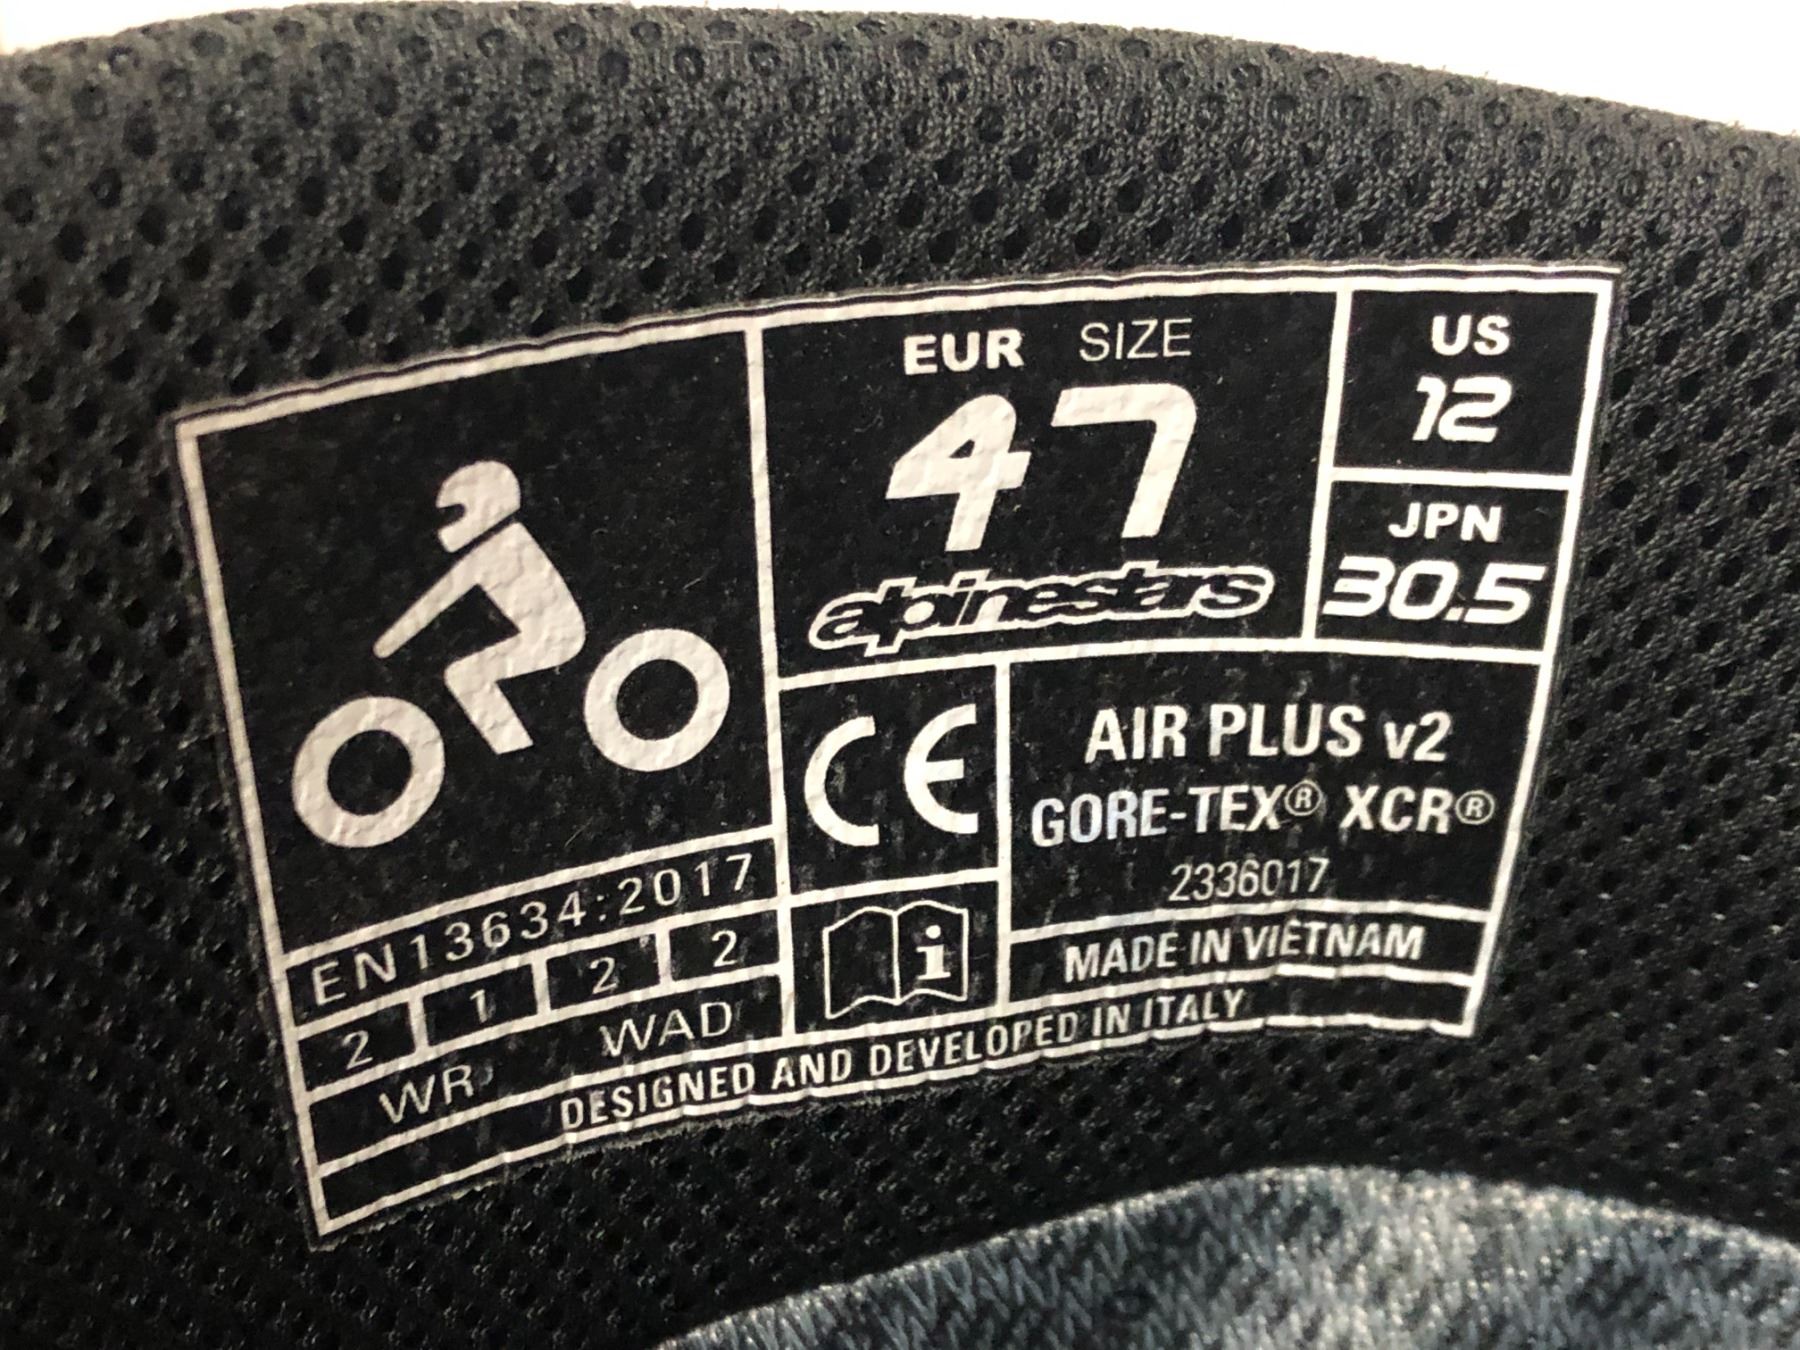 EUR SIZE
47
alpinestars
US
12
JPN
30.5
CE
AIR PLUS v2
GORE-TEX® XCR®
2336017
MADE IN VIETNAM
EN13634:2017
2 1 2 2
WR WAD
i
DESIGNED AND DEVELOPED IN ITALY